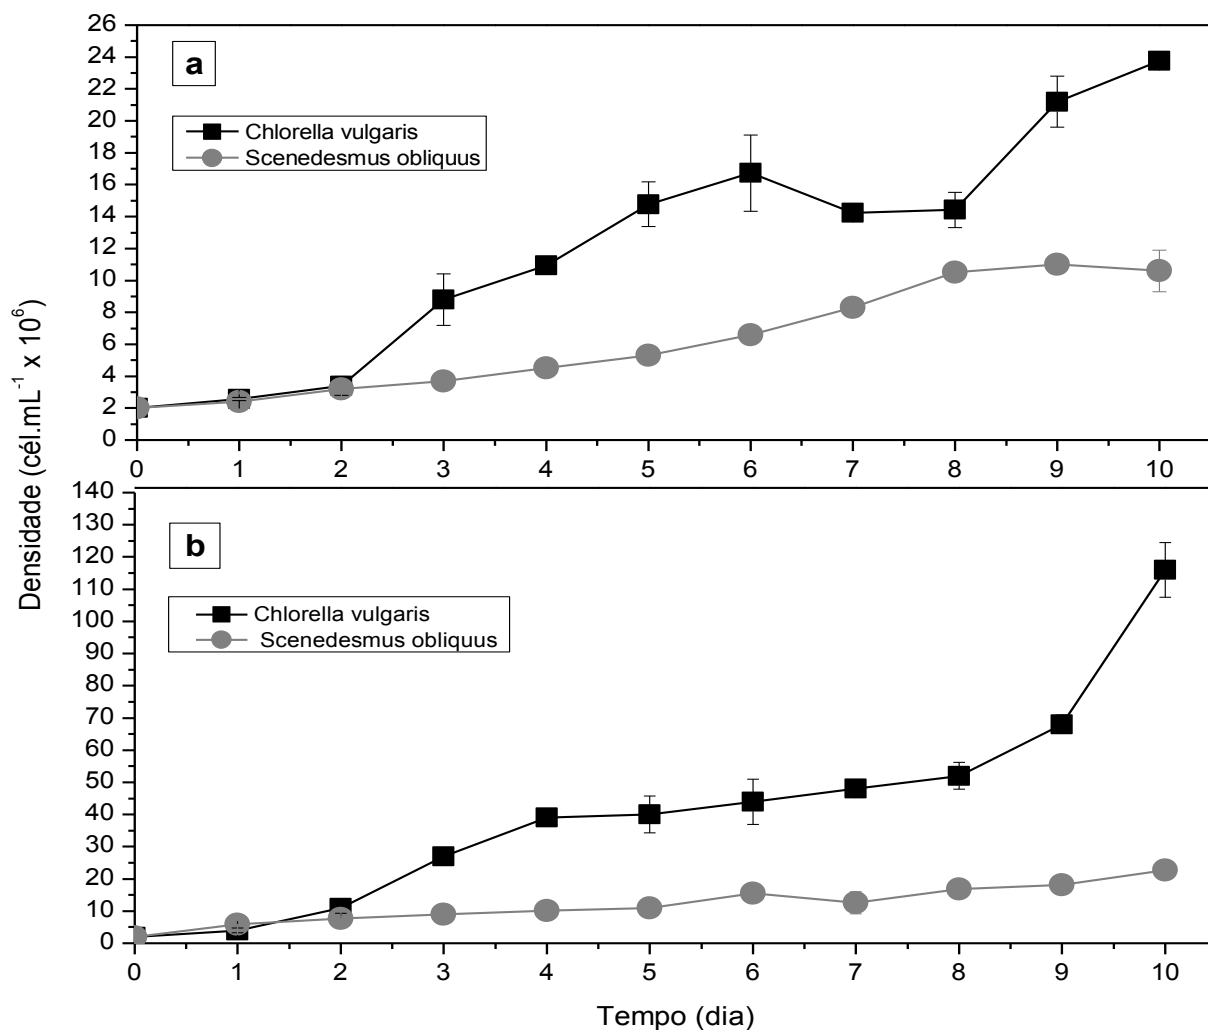 26
24
22
20
18
16
14
12
10
8
6
4
2
0
a
Chlorella vulgaris
Scenedesmus obliquus
0 1 2 3 4 5 6 7 8 9 10
Densidade (cél.mL⁻¹ x 10⁶)
140
130
120
110
100
90
80
70
60
50
40
30
20
10
0
b
Chlorella vulgaris
Scenedesmus obliquus
0 1 2 3 4 5 6 7 8 9 10
Tempo (dia)